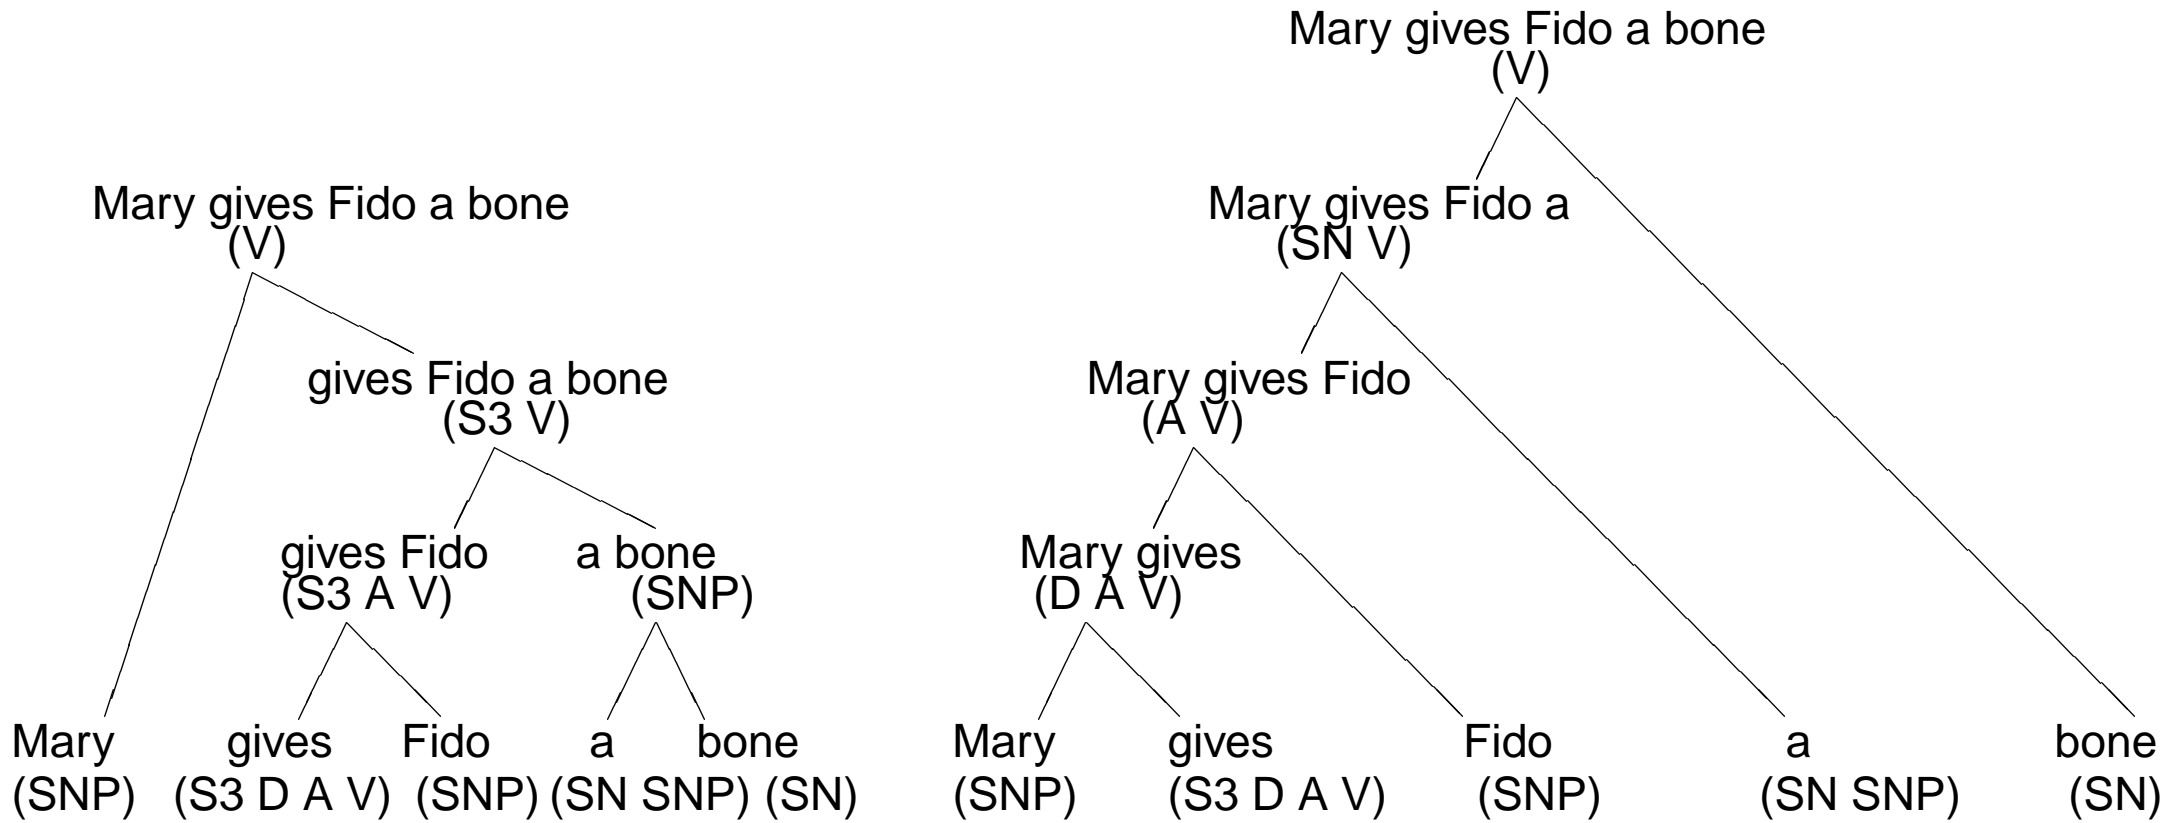 Mary gives Fido a bone
(V)
Mary gives Fido a bone
(V)
Mary gives Fido a
(SN V)
gives Fido a bone
(S3 V)
Mary gives Fido
(A V)
gives Fido a bone
(S3 A V) (SNP)
Mary gives
(D A V)
Mary gives Fido a bone
(SNP) (S3 D A V) (SNP) (SN SNP) (SN)
Mary gives Fido a bone
(SNP) (S3 D A V) (SNP) (SN SNP) (SN)